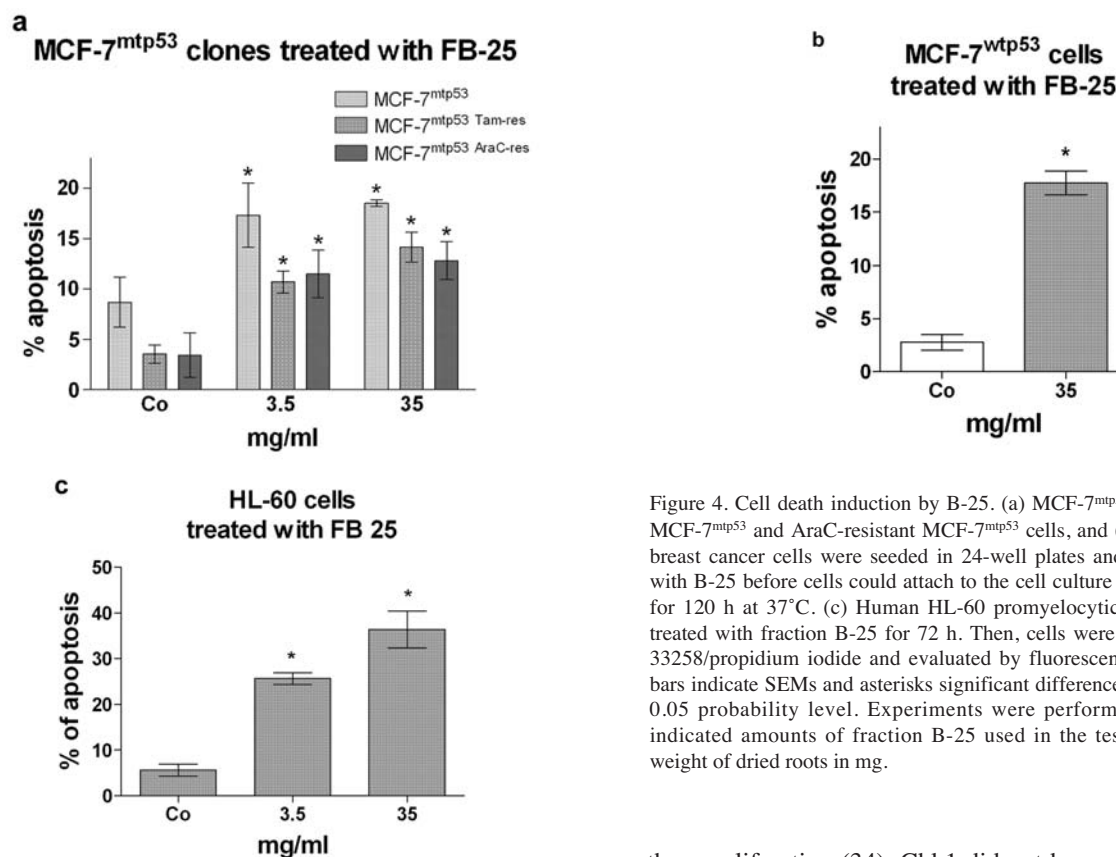 a
MCF-7mtp53 clones treated with FB-25
MCF-7mtp53
MCF-7mtp53 Tam-res
MCF-7mtp53 AraC-res
% apoptosis
20
15
10
5
0
* * * * * *
Co 3.5 35
mg/ml
b
MCF-7wtp53 cells
treated with FB-25
% apoptosis
20
15
10
5
0
*
Co 35
mg/ml
c
HL-60 cells
treated with FB 25
% of apoptosis
50
40
30
20
10
0
* *
Co 3.5 35
mg/ml
Figure 4. Cell death induction by B-25. (a) MCF-7mtp
MCF-7mtp53 and AraC-resistant MCF-7mtp53 cells, and
breast cancer cells were seeded in 24-well plates and
with B-25 before cells could attach to the cell culture
for 120 h at 37°C. (c) Human HL-60 promyelocytic
treated with fraction B-25 for 72 h. Then, cells were
33258/propidium iodide and evaluated by fluorescen
bars indicate SEMs and asterisks significant difference
0.05 probability level. Experiments were perform
indicated amounts of fraction B-25 used in the tes
weight of dried roots in mg.